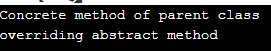 Concrete method of parent class
overriding abstract method